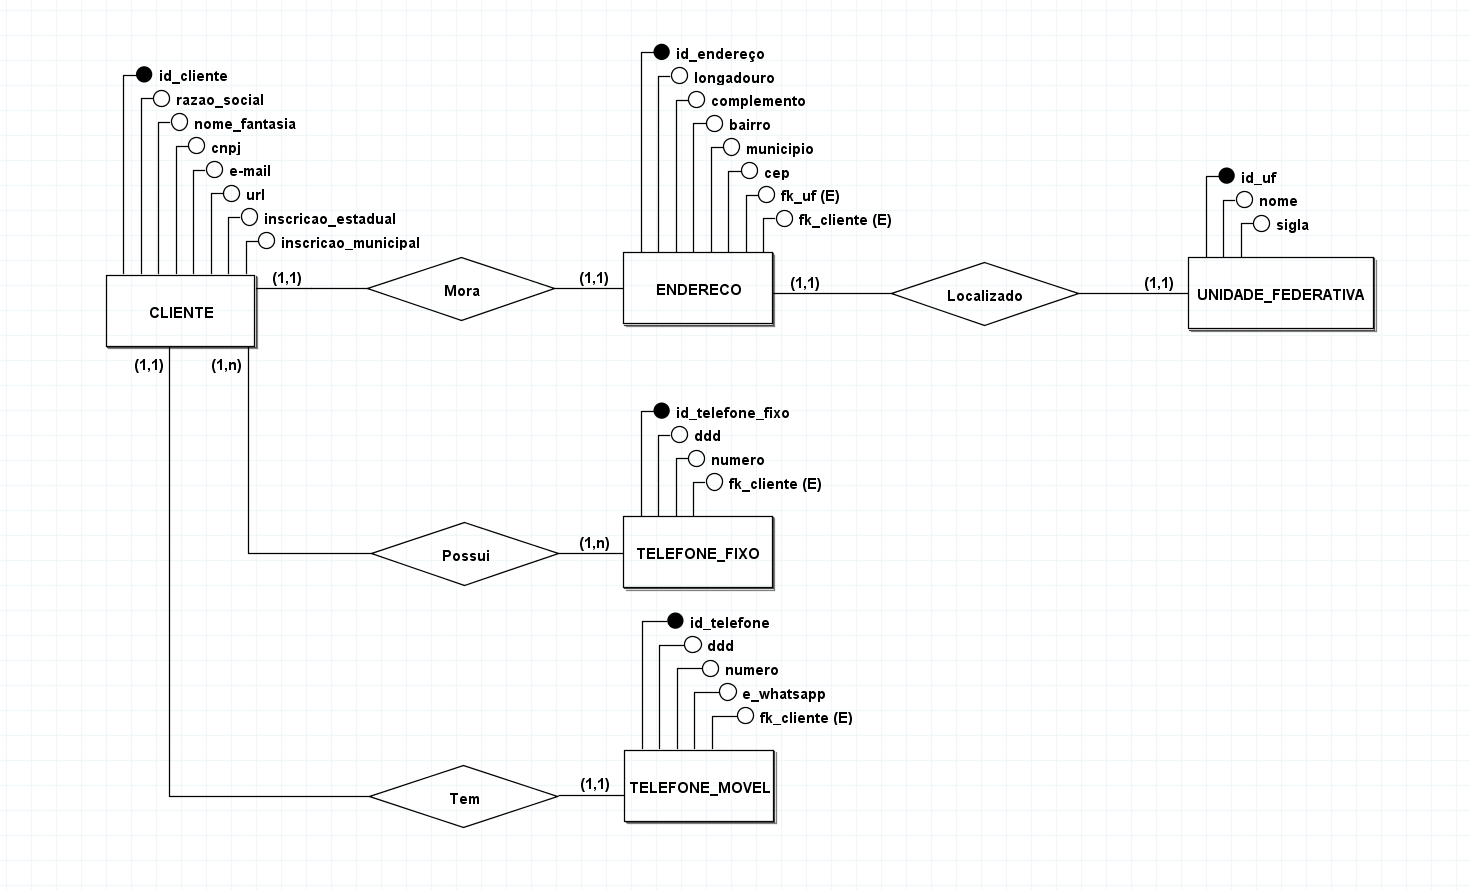 id_cliente
razao_social
nome_fantasia
cnpj
e-mail
url
inscricao_estadual
inscricao_municipal
CLIENTE
(1,1)
Mora
(1,1)
id_endereço
longadouro
complemento
bairro
municipio
cep
fk_uf (E)
fk_cliente (E)
ENDERECO
(1,1)
Localizado
(1,1)
id_uf
nome
sigla
UNIDADE_FEDERATIVA
(1,1)
(1,n)
Possui
(1,n)
id_telefone_fixo
ddd
numero
fk_cliente (E)
TELEFONE_FIXO
Tem
(1,1)
id_telefone
ddd
numero
e_whatsapp
fk_cliente (E)
TELEFONE_MOVEL